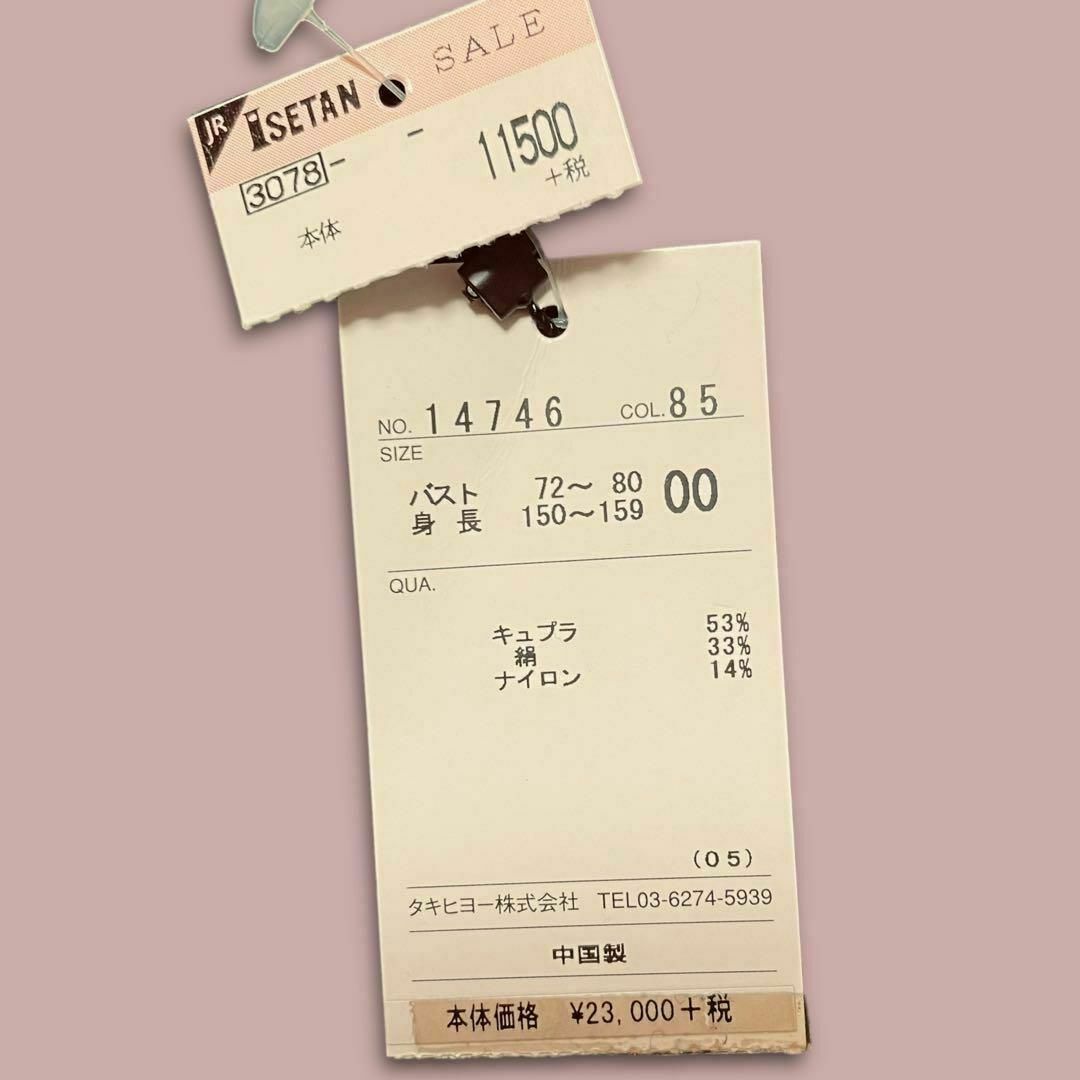 SALE
JR ISETAN
3078- - 11500
+税
本体
NO. 14746 COL. 85
SIZE
バスト 72〜 80 00
身 長 150〜159
QUA.
キュプラ 53%
絹 33%
ナイロン 14%
(05)
タキヒヨー株式会社 TEL03-6274-5939
中国製
本体価格 ¥23,000+税